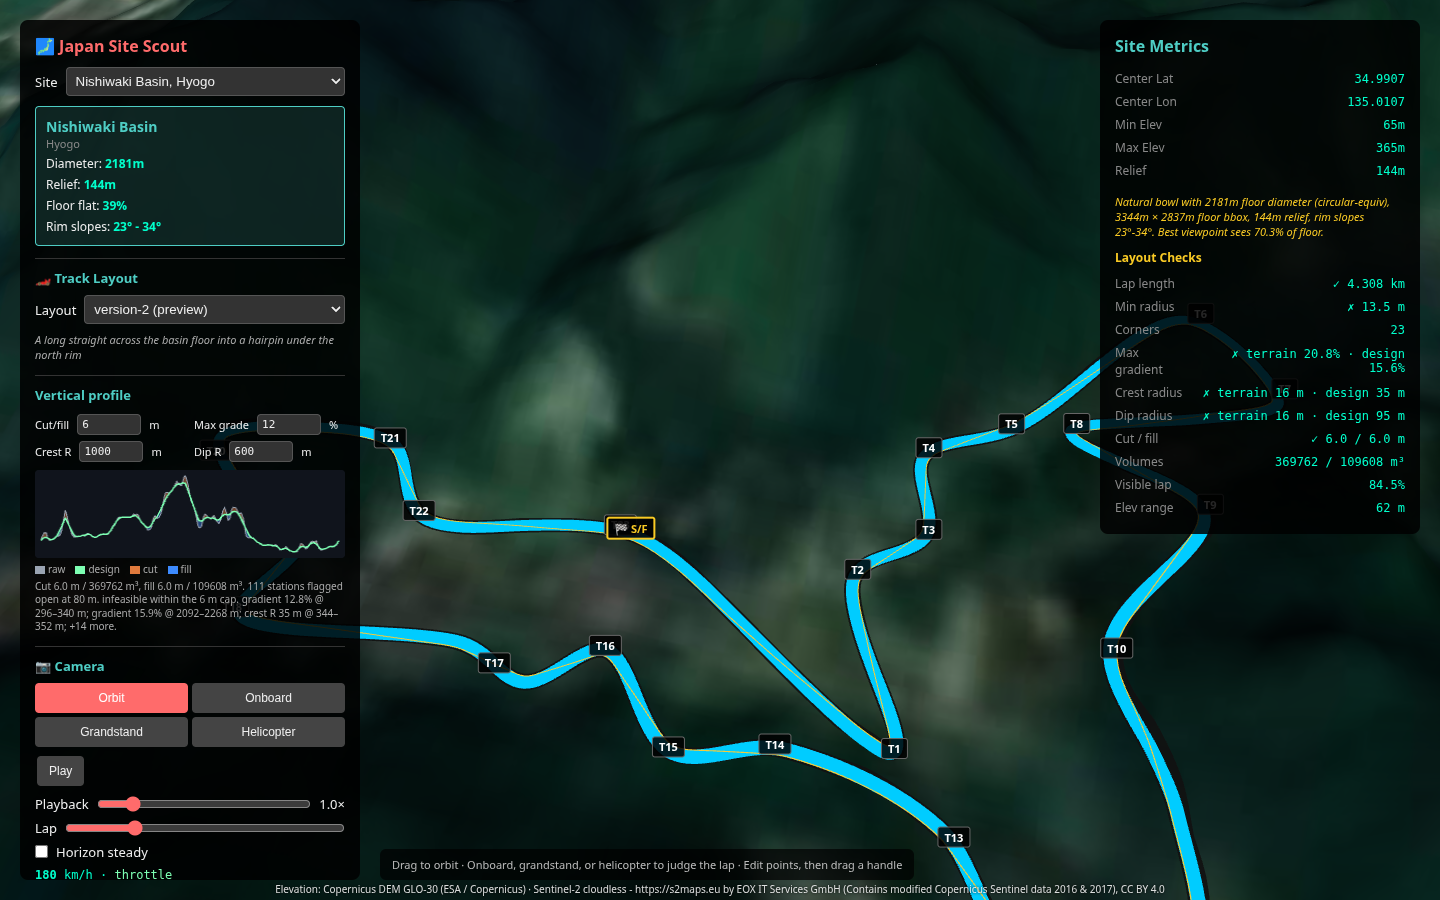 🗾 Japan Site Scout
Site
Nishiwaki Basin, Hyogo
Nishiwaki Basin
Hyogo
Diameter: 2181m
Relief: 144m
Floor flat: 39%
Rim slopes: 23° - 34°
🏎️ Track Layout
Layout
version-2 (preview)
A long straight across the basin floor into a hairpin under the
north rim
Vertical profile
Cut/fill 6 m Max grade 12 %
Crest R 1000 m Dip R 600 m
raw design cut fill
Cut 6.0 m / 369762 m³, fill 6.0 m / 109608 m³, 111 stations flagged
open at 80 m. infeasible within the 6 m cap. gradient 12.8% @
296–340 m; gradient 15.9% @ 2092–2268 m; crest R 35 m @ 344–
352 m; +14 more.
📷 Camera
Orbit
Onboard
Grandstand
Helicopter
Play
Playback 1.0×
Lap
Horizon steady
180 km/h · throttle
T21
T22
🏁 S/F
T17
T16
T15
T14
T13
T1
T2
T3
T4
T5
T8
T10
T6
T9
Site Metrics
Center Lat 34.9907
Center Lon 135.0107
Min Elev 65m
Max Elev 365m
Relief 144m
Natural bowl with 2181m floor diameter (circular-equiv),
3344m × 2837m floor bbox, 144m relief, rim slopes
23°-34°. Best viewpoint sees 70.3% of floor.
Layout Checks
Lap length ✓ 4.308 km
Min radius ✗ 13.5 m
Corners 23
Max gradient ✗ terrain 20.8% · design
15.6%
Crest radius ✗ terrain 16 m · design 35 m
Dip radius ✗ terrain 16 m · design 95 m
Cut / fill ✓ 6.0 / 6.0 m
Volumes 369762 / 109608 m³
Visible lap 84.5%
Elev range 62 m
Drag to orbit · Onboard, grandstand, or helicopter to judge the lap · Edit points, then drag a handle
Elevation: Copernicus DEM GLO-30 (ESA / Copernicus) · Sentinel-2 cloudless - https://s2maps.eu by EOX IT Services GmbH (Contains modified Copernicus Sentinel data 2016 & 2017), CC BY 4.0